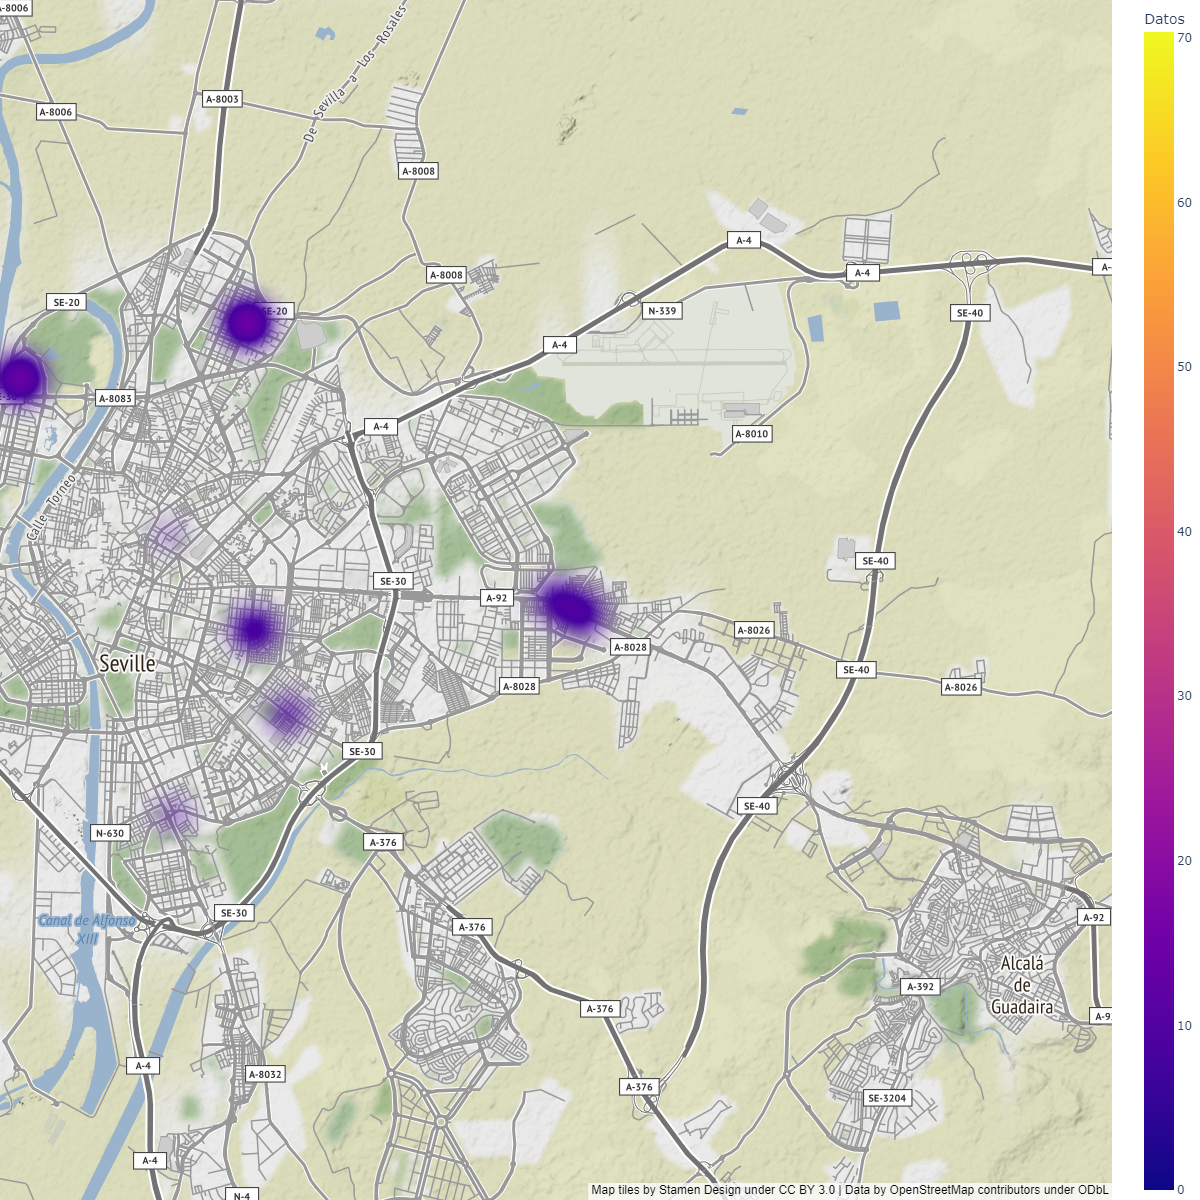 A-8006
Datos
70
A-8003
A-8006
De Sevilla a Los Rosales
A-8008
60
A-4
A-4
A-4
A-8008
SE-20
SE-20
N-339
SE-40
A-4
50
A-8083
A-4
A-8010
Calle Torneo
40
SE-40
SE-30
A-92
A-8026
A-8028
Seville
SE-40
A-8028
A-8026
30
SE-30
SE-40
N-630
A-376
20
SE-30
Canal de Alfonso
XIII
A-376
A-92
Alcalá
de
Guadaira
A-392
A-376
A-92
10
A-4
A-8032
A-376
SE-3204
A-4
N-4
0
Map tiles by Stamen Design under CC BY 3.0 | Data by OpenStreetMap contributors under ODbL